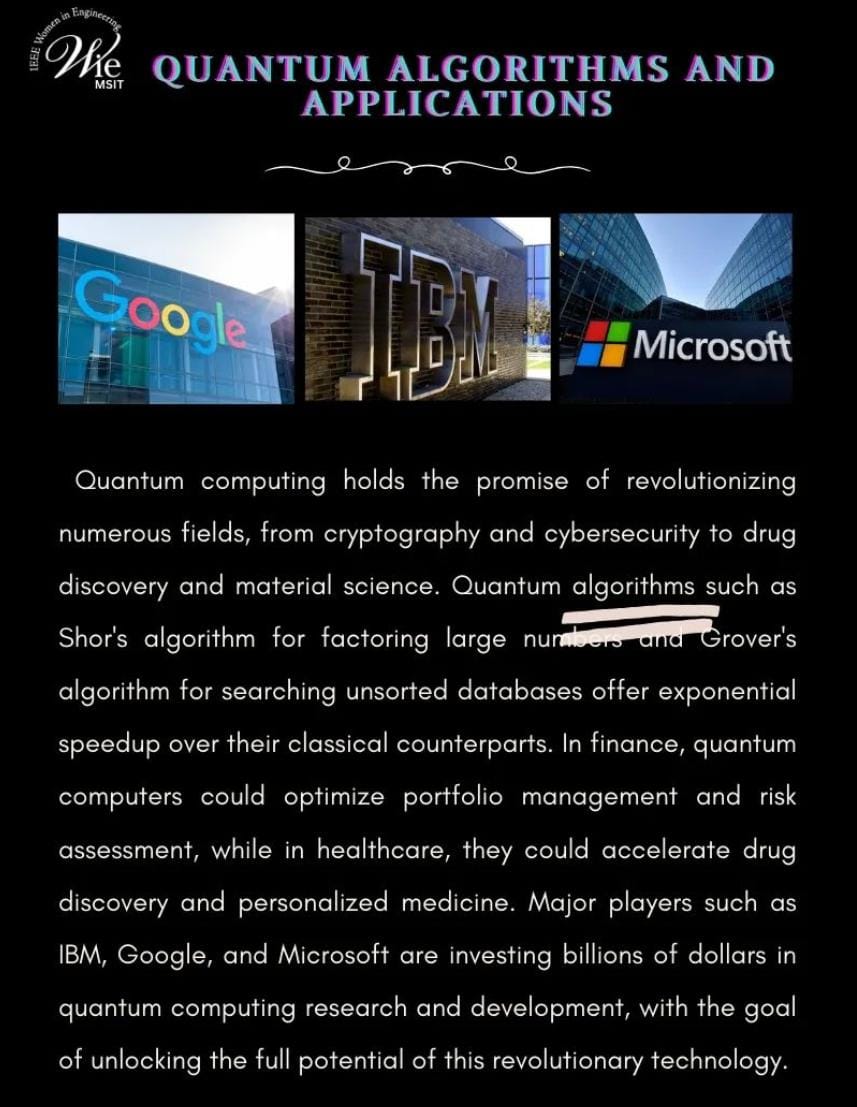 IEEE Women in Engineering
Wie
MSIT
QUANTUM ALGORITHMS AND
APPLICATIONS
Google
IBM
Microsoft
Quantum computing holds the promise of revolutionizing
numerous fields, from cryptography and cybersecurity to drug
discovery and material science. Quantum algorithms such as
Shor's algorithm for factoring large numbers and Grover's
algorithm for searching unsorted databases offer exponential
speedup over their classical counterparts. In finance, quantum
computers could optimize portfolio management and risk
assessment, while in healthcare, they could accelerate drug
discovery and personalized medicine. Major players such as
IBM, Google, and Microsoft are investing billions of dollars in
quantum computing research and development, with the goal
of unlocking the full potential of this revolutionary technology.